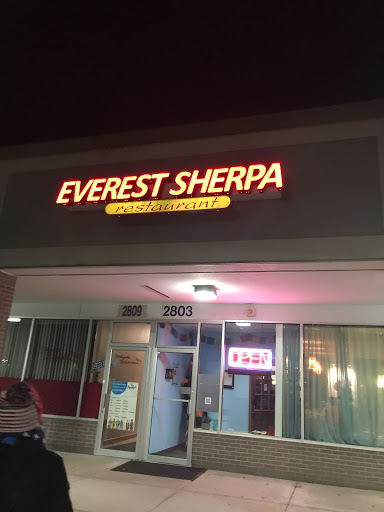 EVEREST SHERPA
restaurant
2809 2803
OPEN